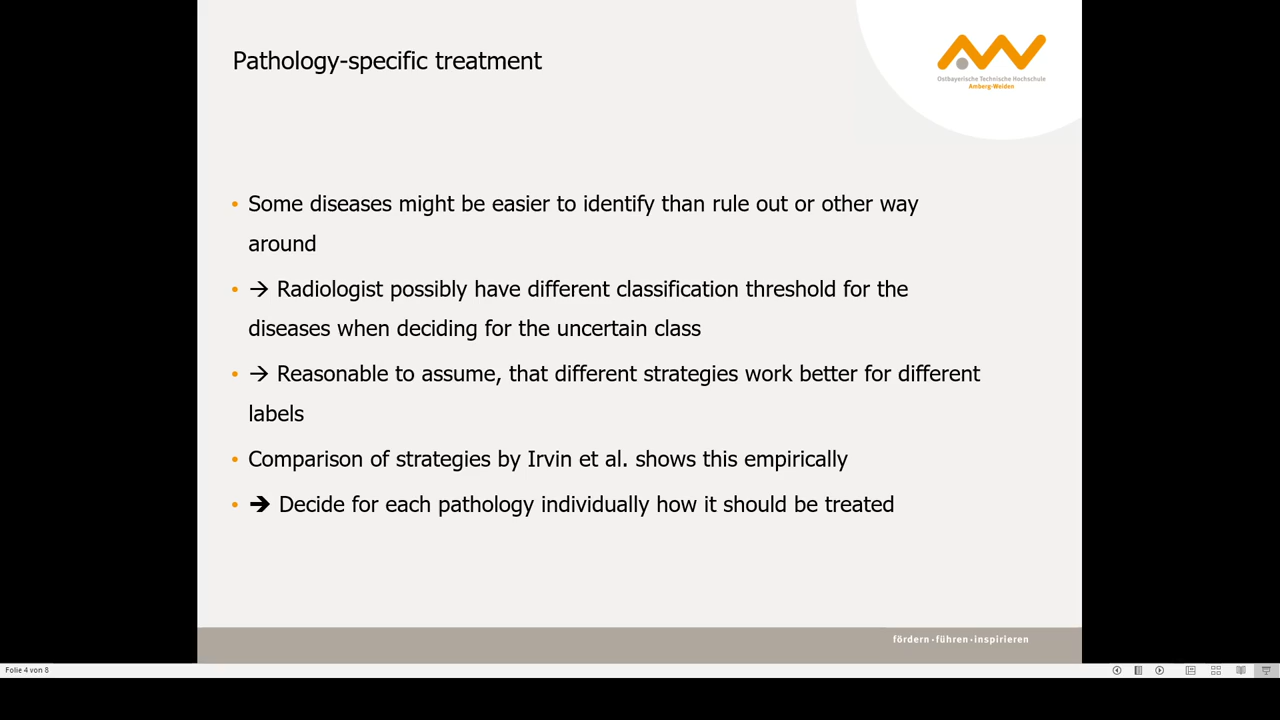 Pathology-specific treatment
Ostbayerische Technische Hochschule
Amberg-Weiden
• Some diseases might be easier to identify than rule out or other way
around
• → Radiologist possibly have different classification threshold for the
diseases when deciding for the uncertain class
• → Reasonable to assume, that different strategies work better for different
labels
• Comparison of strategies by Irvin et al. shows this empirically
• ➔ Decide for each pathology individually how it should be treated
fördern·führen·inspirieren
Folie 4 von 8